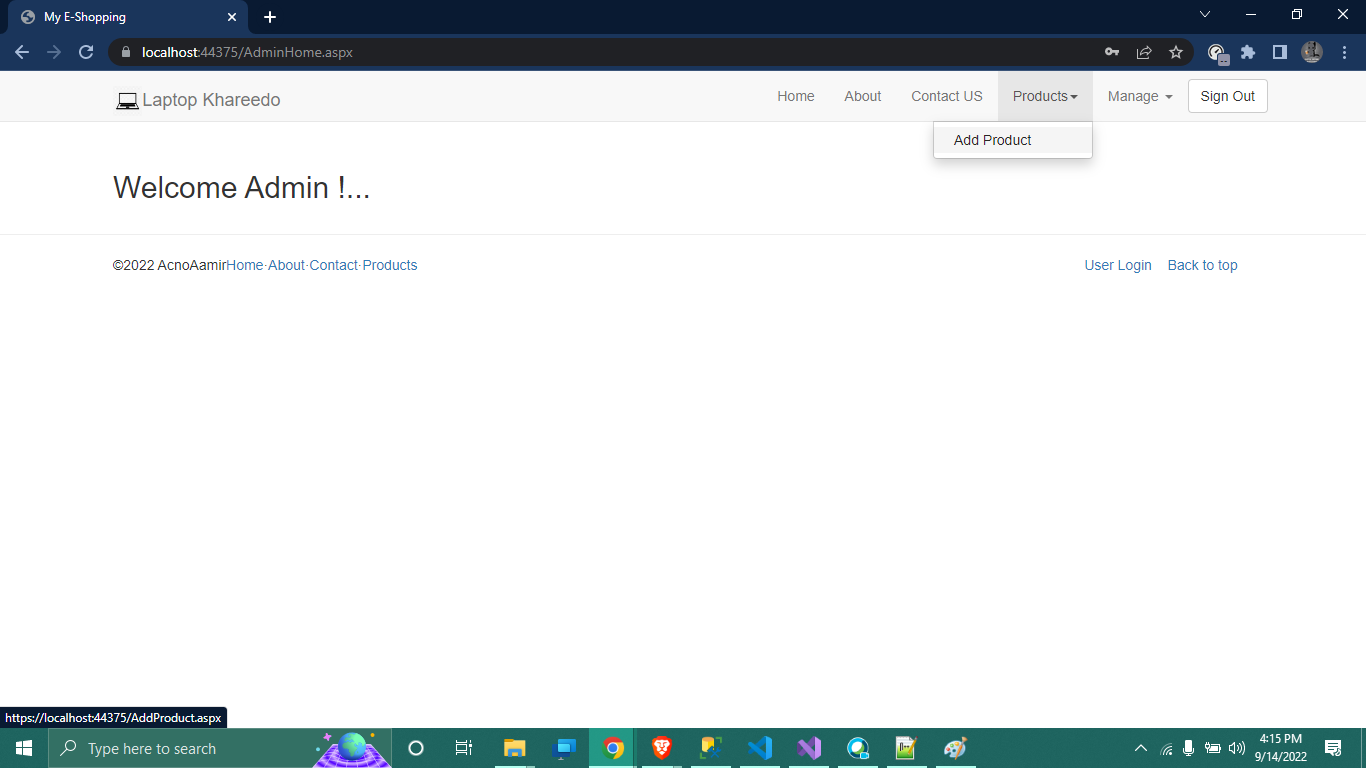 My E-Shopping
localhost:44375/AdminHome.aspx
Laptop Khareedo
Home
About
Contact US
Products
Manage
Sign Out
Add Product
Welcome Admin !...
©2022 AcnoAamirHome·About·Contact·Products
User Login
Back to top
https://localhost:44375/AddProduct.aspx
Type here to search
4:15 PM
9/14/2022